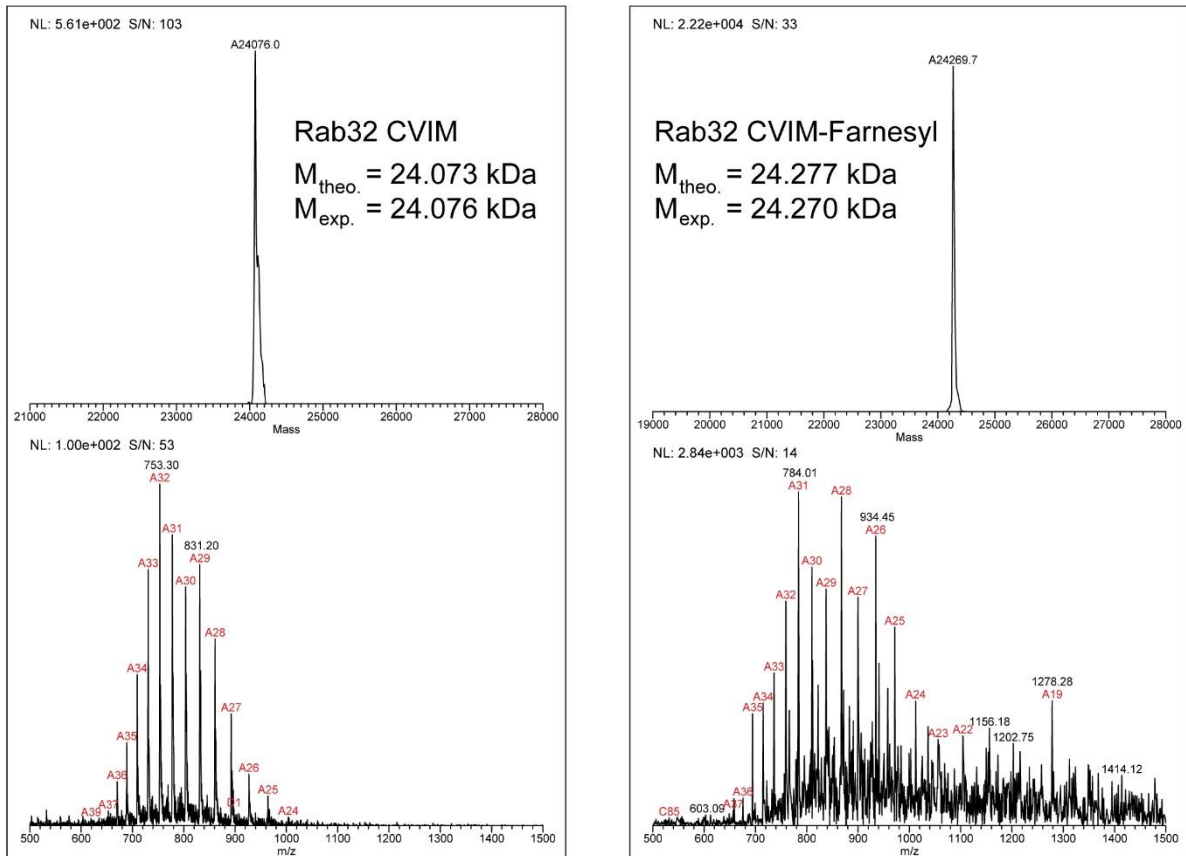 NL: 5.61e+002 S/N: 103
A24076.0
Rab32 CVIM
Mtheo. = 24.073 kDa
Mexp. = 24.076 kDa
21000 22000 23000 24000 25000 26000 27000 28000
Mass
NL: 1.00e+002 S/N: 53
753.30
A32
A31
831.20
A33
A29
A30
A28
A34
A27
A35
A36
A26
A25
A37
D1
A39
A24
500 600 700 800 900 1000 1100 1200 1300 1400 1500
m/z
NL: 2.22e+004 S/N: 33
A24269.7
Rab32 CVIM-Farnesyl
Mtheo. = 24.277 kDa
Mexp. = 24.270 kDa
19000 20000 21000 22000 23000 24000 25000 26000 27000 28000
Mass
NL: 2.84e+003 S/N: 14
784.01
A31
A28
934.45
A26
A30
A29
A32
A27
A25
A33
1278.28
A34
A24
A19
A35
1156.18
A23
A22
1202.75
A36
A37
1414.12
C85
603.09
500 600 700 800 900 1000 1100 1200 1300 1400 1500
m/z